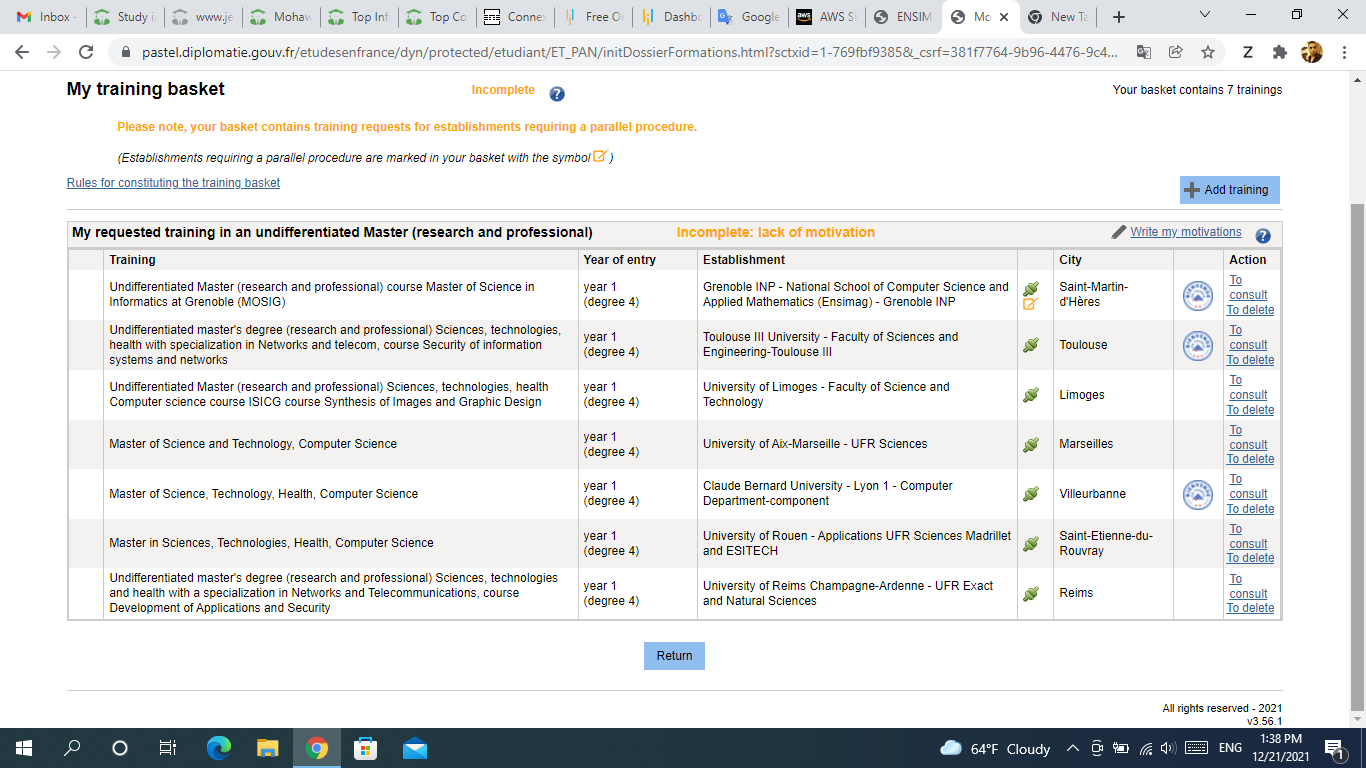 Inbox -
Study i
www.je
Mohaw
Top Inf
Top Co
Conne
Free O
Dashbo
Google
aws
AWS S
ENSIM
Mo
New Ta
pastel.diplomatie.gouv.fr/etudesenfrance/dyn/protected/etudiant/ET_PAN/initDossierFormations.html?sctxid=1-769fbf9385&_csrf=381f7764-9b96-4476-9c4...
Z
My training basket
Incomplete
?
Your basket contains 7 trainings
Please note, your basket contains training requests for establishments requiring a parallel procedure.
(Establishments requiring a parallel procedure are marked in your basket with the symbol )
Rules for constituting the training basket
Add training
My requested training in an undifferentiated Master (research and professional)
Incomplete: lack of motivation
Write my motivations
?
Training
Year of entry
Establishment
City
Action
Undifferentiated Master (research and professional) course Master of Science in
Informatics at Grenoble (MOSIG)
year 1
(degree 4)
Grenoble INP - National School of Computer Science and
Applied Mathematics (Ensimag) - Grenoble INP
Saint-Martin-
d'Hères
To
consult
To delete
Undifferentiated master's degree (research and professional) Sciences, technologies,
health with specialization in Networks and telecom, course Security of information
systems and networks
year 1
(degree 4)
Toulouse III University - Faculty of Sciences and
Engineering-Toulouse III
Toulouse
To
consult
To delete
Undifferentiated Master (research and professional) Sciences, technologies, health
Computer science course ISICG course Synthesis of Images and Graphic Design
year 1
(degree 4)
University of Limoges - Faculty of Science and
Technology
Limoges
To
consult
To delete
Master of Science and Technology, Computer Science
year 1
(degree 4)
University of Aix-Marseille - UFR Sciences
Marseilles
To
consult
To delete
Master of Science, Technology, Health, Computer Science
year 1
(degree 4)
Claude Bernard University - Lyon 1 - Computer
Department-component
Villeurbanne
To
consult
To delete
Master in Sciences, Technologies, Health, Computer Science
year 1
(degree 4)
University of Rouen - Applications UFR Sciences Madrillet
and ESITECH
Saint-Etienne-du-
Rouvray
To
consult
To delete
Undifferentiated master's degree (research and professional) Sciences, technologies
and health with a specialization in Networks and Telecommunications, course
Development of Applications and Security
year 1
(degree 4)
University of Reims Champagne-Ardenne - UFR Exact
and Natural Sciences
Reims
To
consult
To delete
Return
All rights reserved - 2021
v3.56.1
64°F Cloudy
ENG
1:38 PM
12/21/2021
1